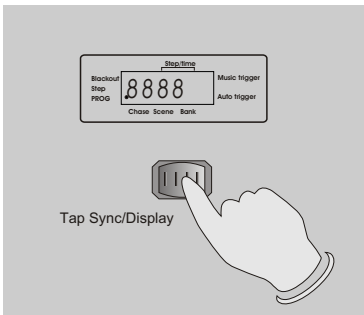 Step/time
Blackout
Step
PROG
.8888
Music trigger
Auto trigger
Chase Scene Bank
Tap Sync/Display